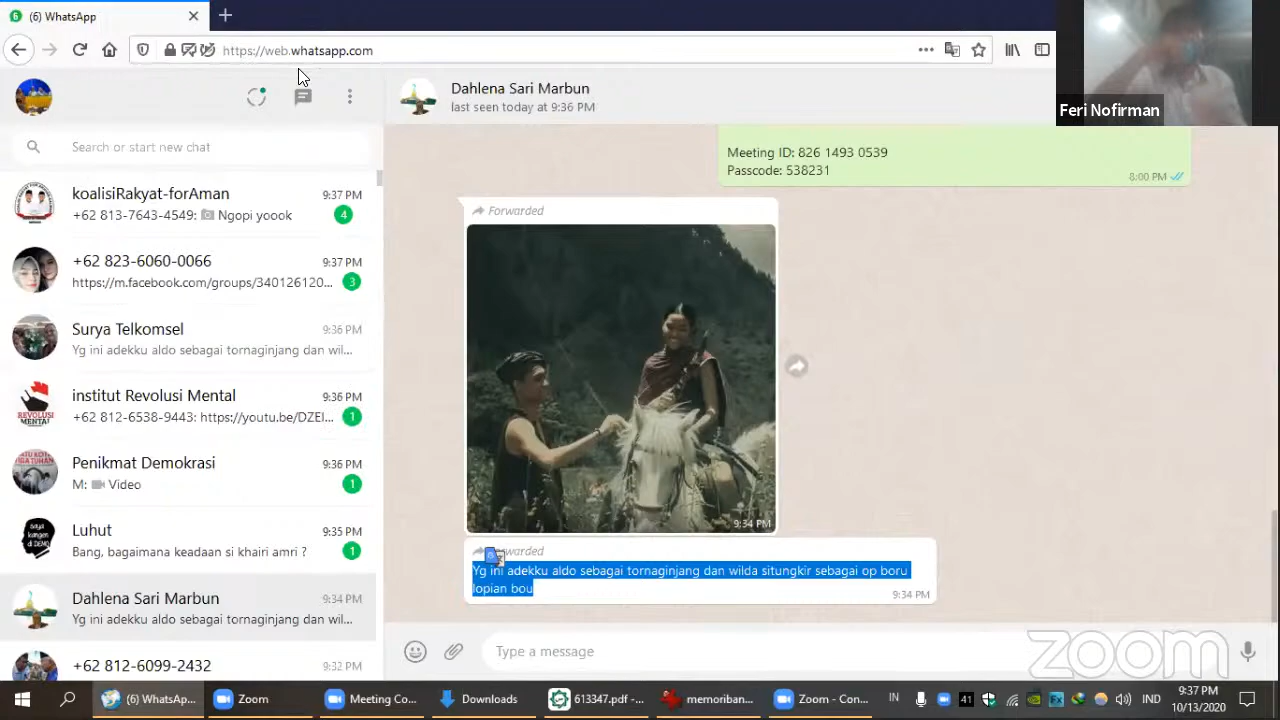 (6) WhatsApp
https://web.whatsapp.com
Feri Nofirman
Dahlena Sari Marbun
last seen today at 9:36 PM
Search or start new chat
koalisiRakyat-forAman 9:37 PM
+62 813-7643-4549: Ngopi yoook 4
+62 823-6060-0066 9:37 PM
https://m.facebook.com/groups/340126120... 3
Surya Telkomsel 9:36 PM
Yg ini adekku aldo sebagai tornaginjang dan wil...
institut Revolusi Mental 9:36 PM
+62 812-6538-9443: https://youtu.be/DZEI... 1
Penikmat Demokrasi 9:36 PM
M: Video 1
Luhut 9:35 PM
Bang, bagaimana keadaan si khairi amri ? 1
Dahlena Sari Marbun 9:34 PM
Yg ini adekku aldo sebagai tornaginjang dan wil...
+62 812-6099-2432 9:32 PM
Meeting ID: 826 1493 0539
Passcode: 538231
8:00 PM
Forwarded
9:34 PM
Forwarded
Yg ini adekku aldo sebagai tornaginjang dan wilda situngkir sebagai op boru
lopian bou
9:34 PM
Type a message
zoom
WhatsAp... Zoom Meeting Co... Downloads 613347.pdf -... memoriban... Zoom - Con... IN 41 IND 9:37 PM
10/13/2020